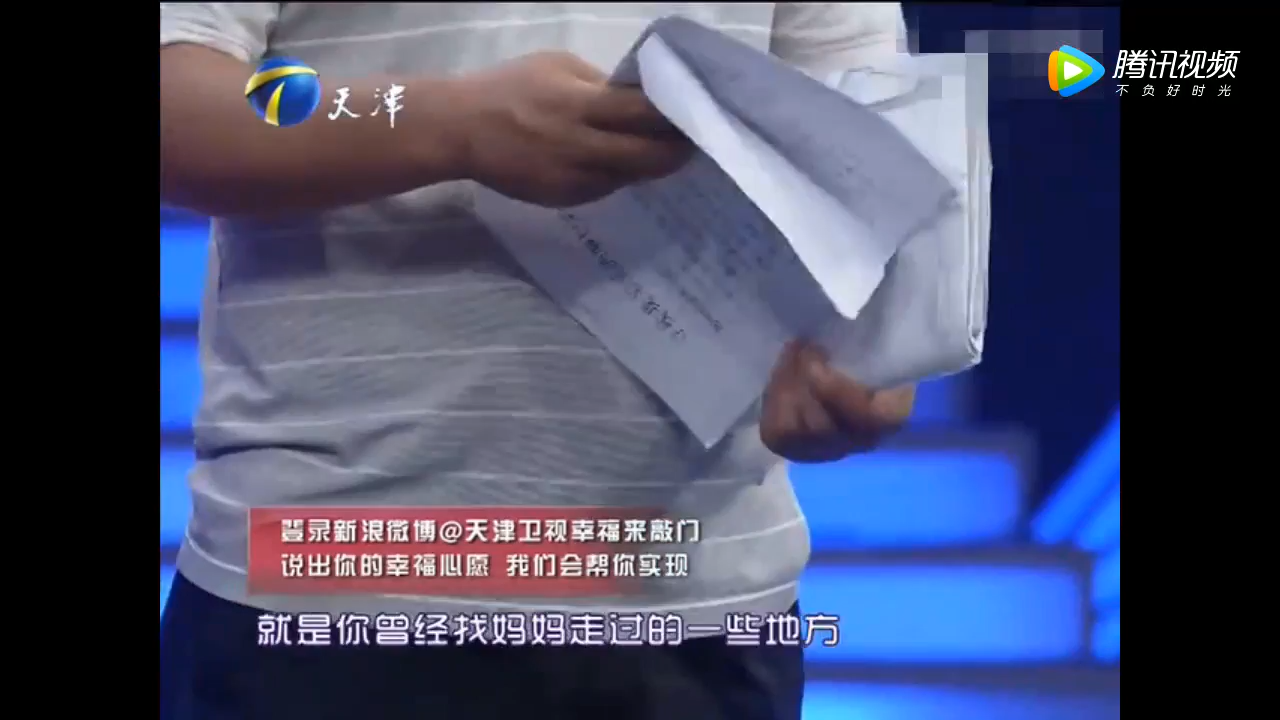 天津
腾讯视频
不负好时光
登录新浪微博@天津卫视幸福来敲门
说出你的幸福心愿 我们会帮你实现
就是你曾经找妈妈走过的一些地方